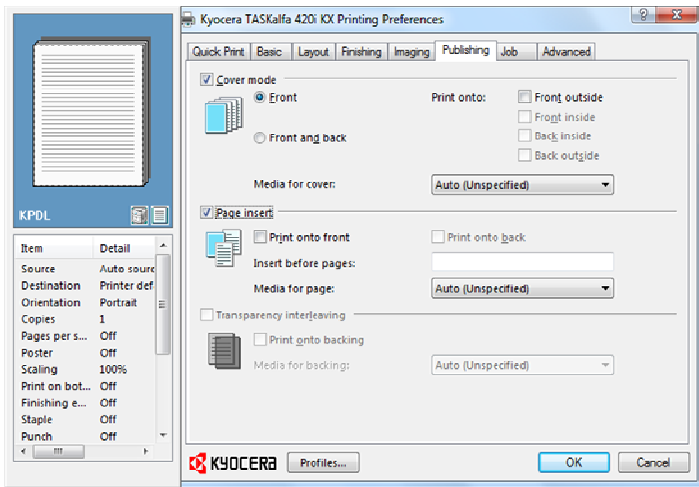 Kyocera TASKalfa 420i KX Printing Preferences
Quick Print Basic Layout Finishing Imaging Publishing Job Advanced
Cover mode
Front Print onto: Front outside
Front inside
Front and back Back inside
Back outside
Media for cover: Auto (Unspecified)
Page insert
Print onto front Print onto back
Insert before pages:
Media for page: Auto (Unspecified)
Transparency interleaving
Print onto backing
Media for backing: Auto (Unspecified)
KYOCERA Profiles... OK Cancel
KPDL
Item Detail
Source Auto sourc
Destination Printer def
Orientation Portrait
Copies 1
Pages per s... Off
Poster Off
Scaling 100%
Print on bot... Off
Finishing e... Off
Staple Off
Punch Off